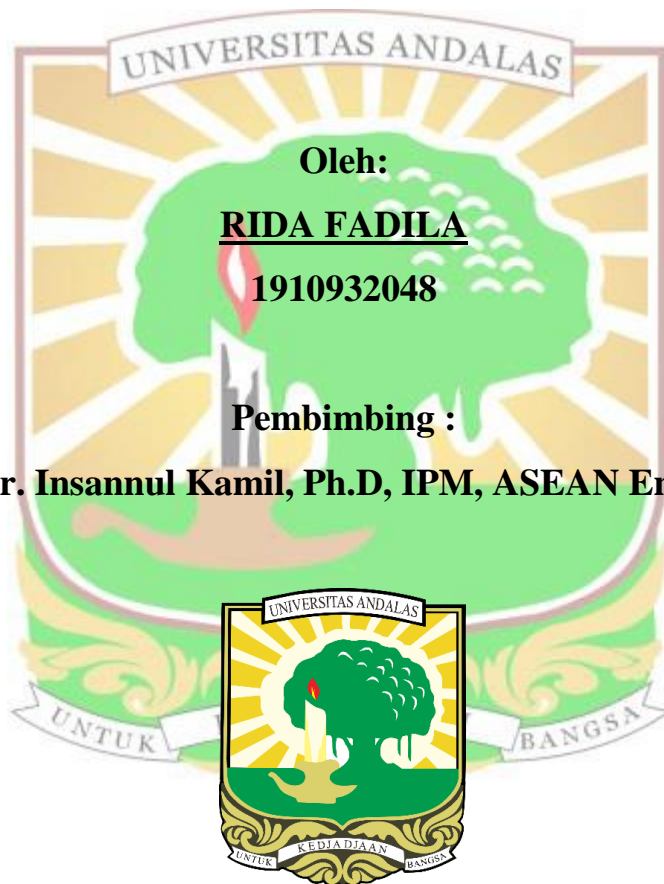 UNIVERSITAS ANDALAS
Oleh:
RIDA FADILA
1910932048
Pembimbing :
r. Insannul Kamil, Ph.D, IPM, ASEAN En
UNIVERSITAS ANDALAS
UNTUK BANGSA
UNTUK KEDJADJAAN BANGSA